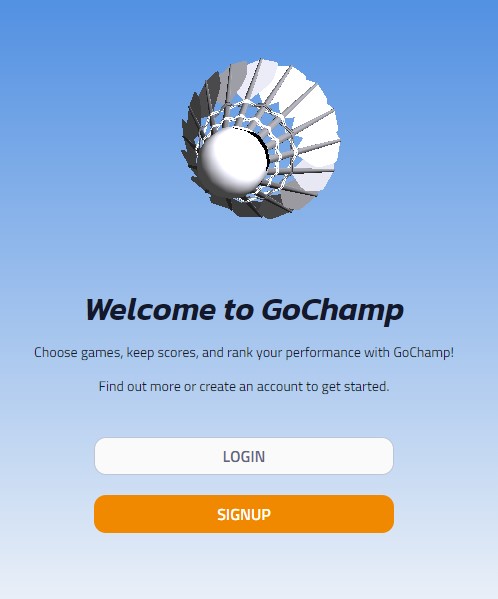 Welcome to GoChamp
Choose games, keep scores, and rank your performance with GoChamp!
Find out more or create an account to get started.
LOGIN
SIGNUP